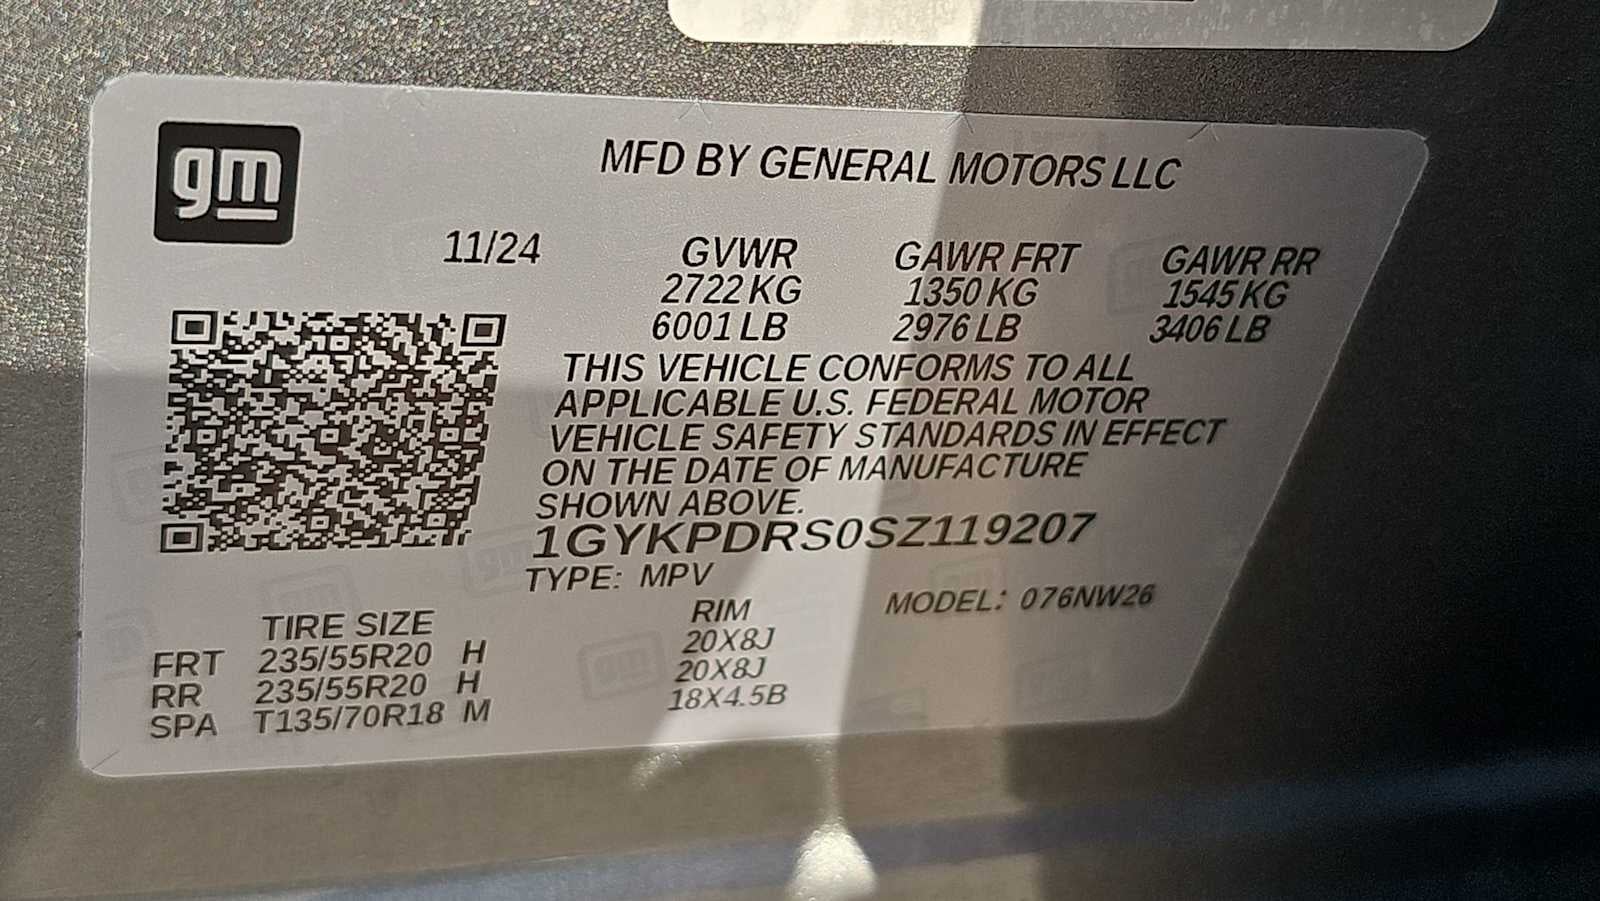 gm
MFD BY GENERAL MOTORS LLC
11/24 GVWR GAWR FRT GAWR RR
2722 KG 1350 KG 1545 KG
6001 LB 2976 LB 3406 LB
THIS VEHICLE CONFORMS TO ALL
APPLICABLE U.S. FEDERAL MOTOR
VEHICLE SAFETY STANDARDS IN EFFECT
ON THE DATE OF MANUFACTURE
SHOWN ABOVE.
1GYKPDRS0SZ119207
TYPE: MPV MODEL: 076NW26
TIRE SIZE RIM
FRT 235/55R20 H 20X8J
RR 235/55R20 H 20X8J
SPA T135/70R18 M 18X4.5B